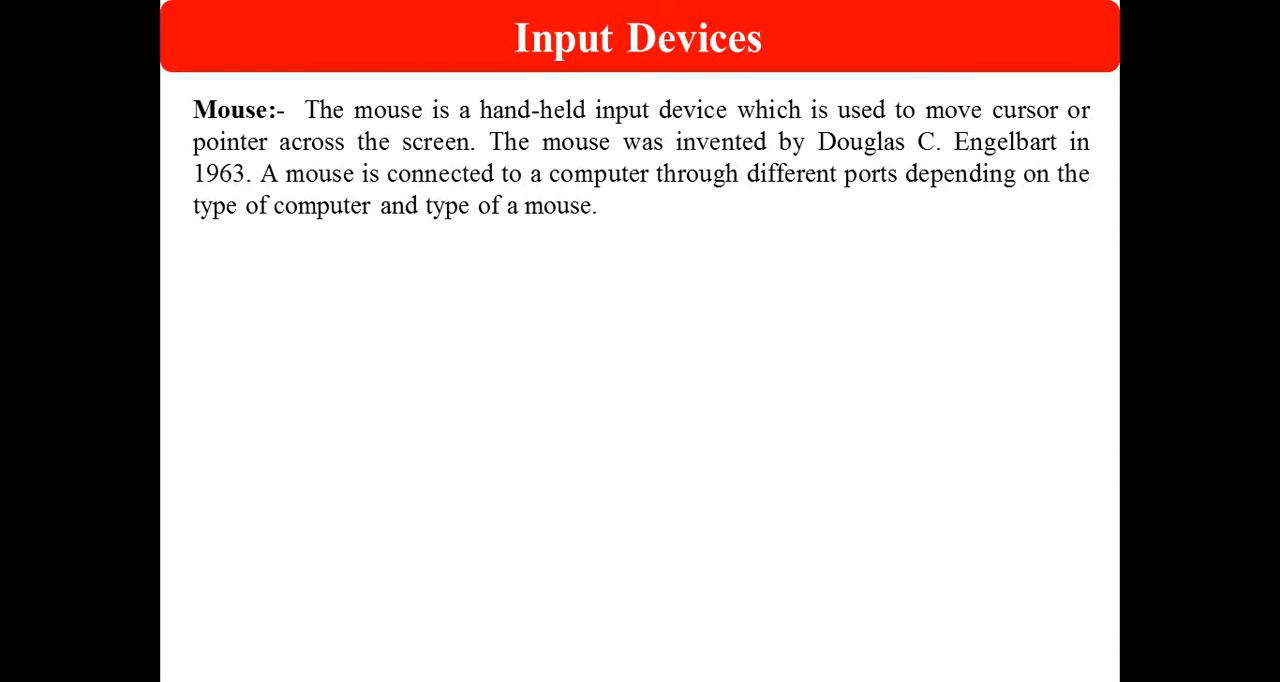 Input Devices
Mouse:- The mouse is a hand-held input device which is used to move cursor or
pointer across the screen. The mouse was invented by Douglas C. Engelbart in
1963. A mouse is connected to a computer through different ports depending on the
type of computer and type of a mouse.